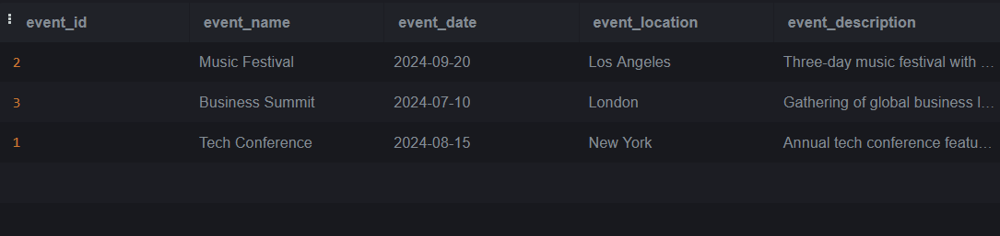 event_id event_name event_date event_location event_description
2 Music Festival 2024-09-20 Los Angeles Three-day music festival with ...
3 Business Summit 2024-07-10 London Gathering of global business l...
1 Tech Conference 2024-08-15 New York Annual tech conference featu...